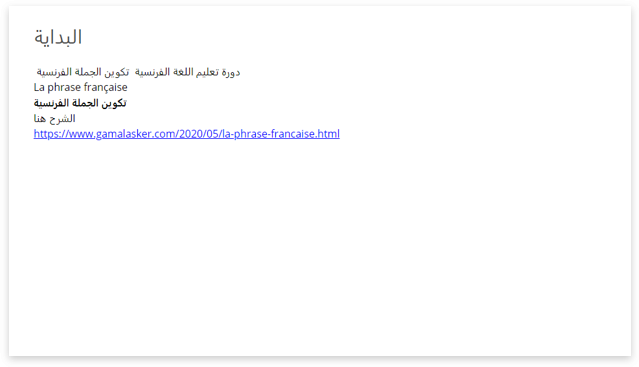 البداية
دورة تعليم اللغة الفرنسية  تكوين الجملة الفرنسية
La phrase française
تكوين الجملة الفرنسية
الشرح هنا
https://www.gamalasker.com/2020/05/la-phrase-francaise.html